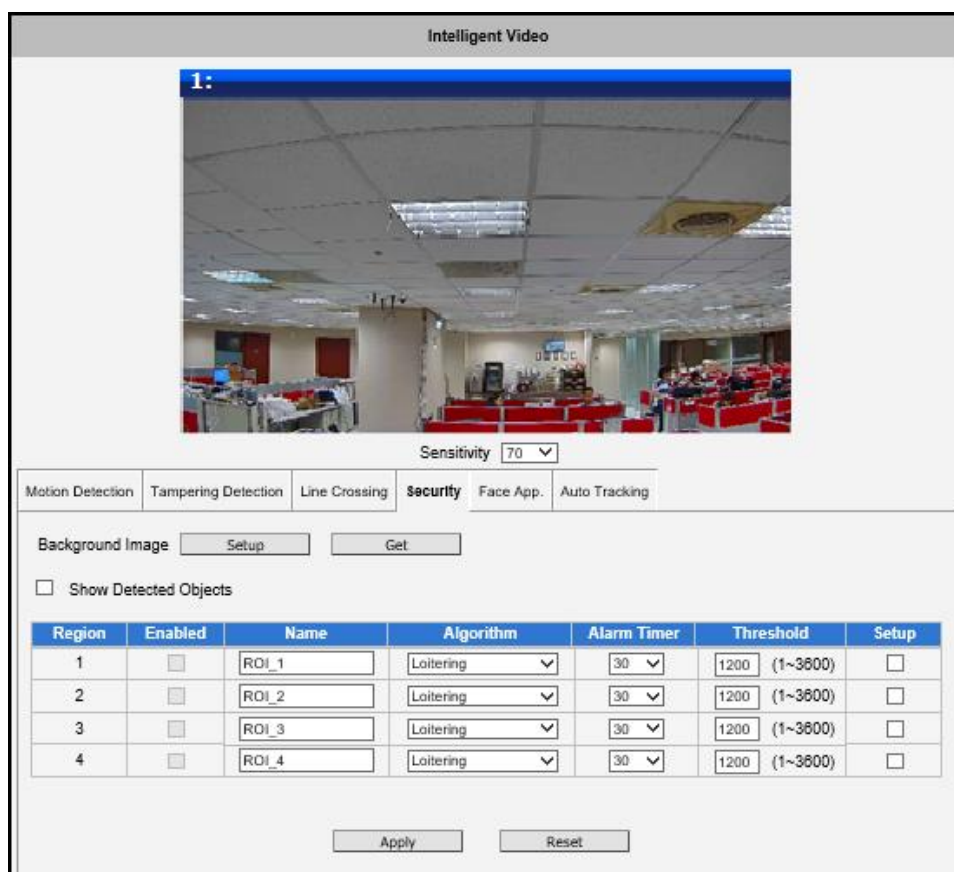 Intelligent Video
1:
Sensitivity 70
Motion Detection Tampering Detection Line Crossing Security Face App. Auto Tracking
Background Image Setup Get
Show Detected Objects
Region Enabled Name Algorithm Alarm Timer Threshold Setup
1 ROI_1 Loitering 30 1200 (1~3600)
2 ROI_2 Loitering 30 1200 (1~3600)
3 ROI_3 Loitering 30 1200 (1~3600)
4 ROI_4 Loitering 30 1200 (1~3600)
Apply Reset